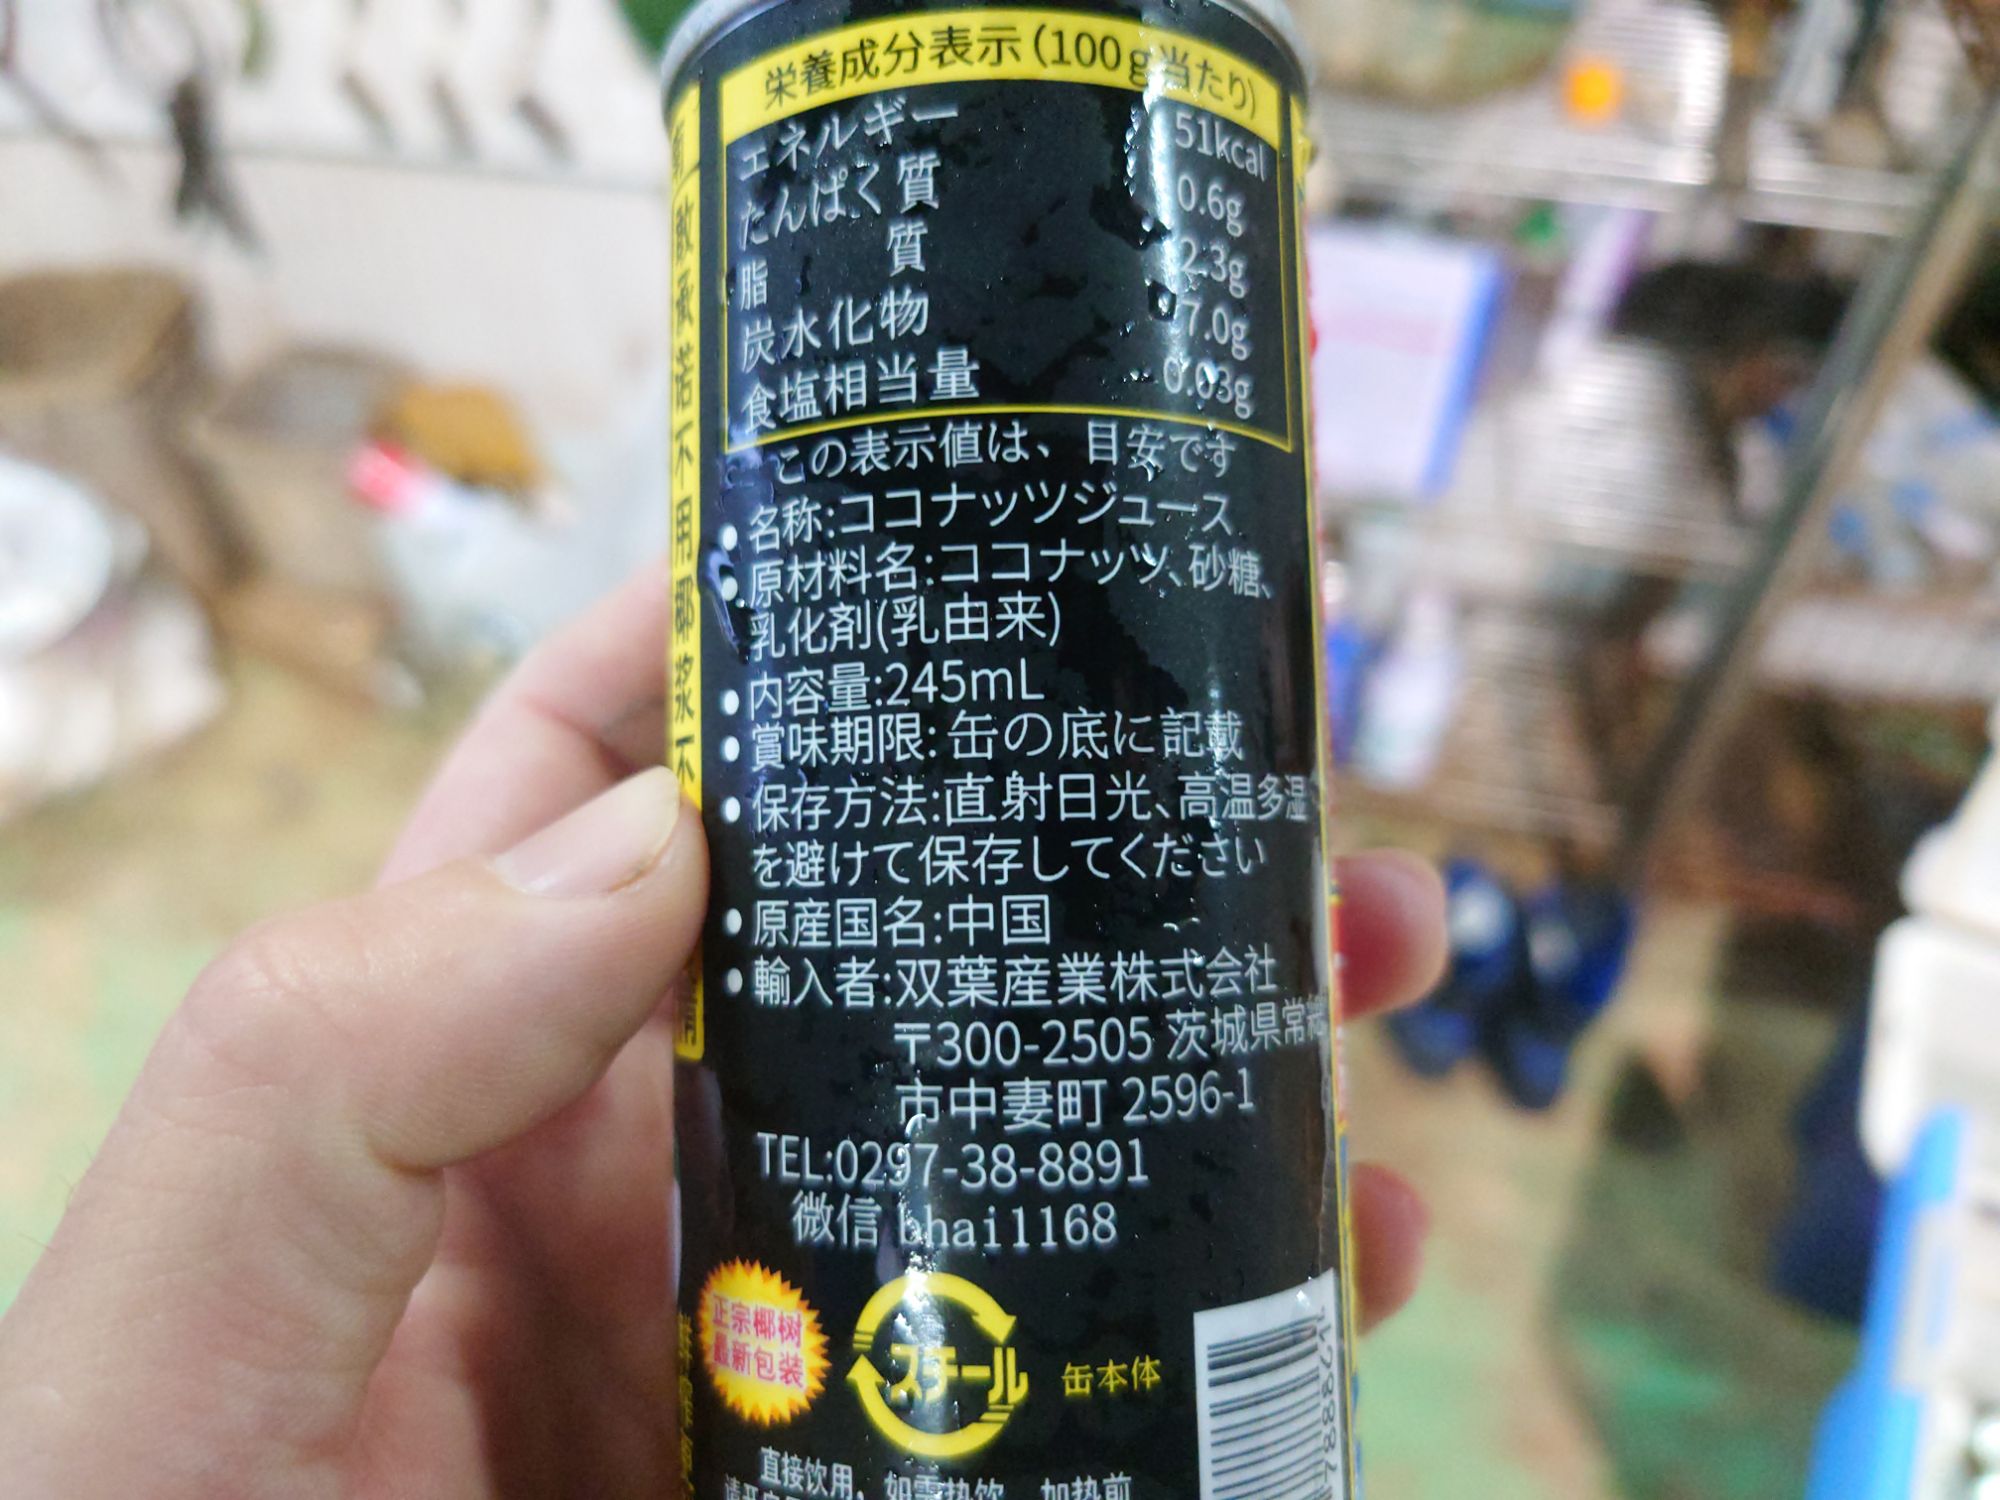 栄養成分表示(100g当たり)
エネルギー 51kcal
たんぱく質 0.6g
脂質 2.3g
炭水化物 7.0g
食塩相当量 0.03g
この表示値は、目安です
•名称:ココナッツジュース
•原材料名:ココナッツ、砂糖、
乳化剤(乳由来)
•内容量:245mL
•賞味期限:缶の底に記載
•保存方法:直射日光、高温多湿
を避けて保存してください
•原産国名:中国
•輸入者:双葉産業株式会社
〒300-2505 茨城県常総
市中妻町 2596-1
TEL:0297-38-8891
微信 bhai1168
正宗椰树
最新包装
スチール
缶本体
直接饮用，如需热饮，加热前
敢承诺不用椰浆不